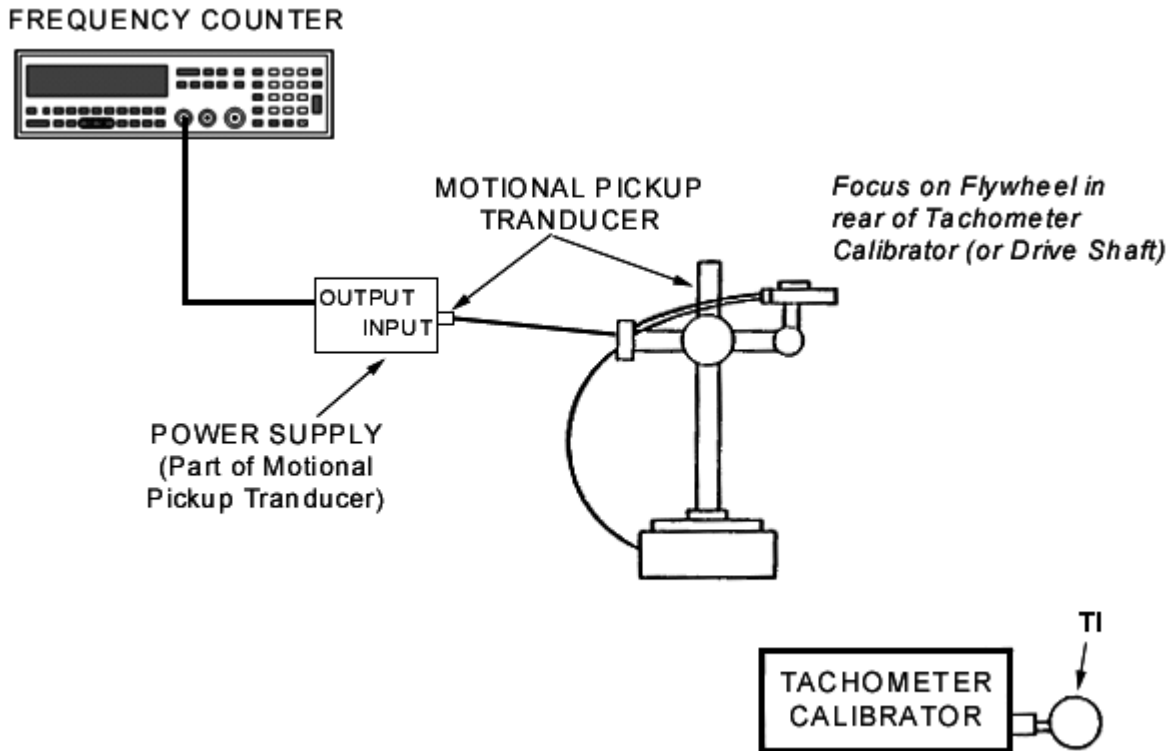 FREQUENCY COUNTER
MOTIONAL PICKUP
TRANDUCER
Focus on Flywheel in
rear of Tachometer
Calibrator (or Drive Shaft)
OUTPUT
INPUT
POWER SUPPLY
(Part of Motional
Pickup Tranducer)
TI
TACHOMETER
CALIBRATOR